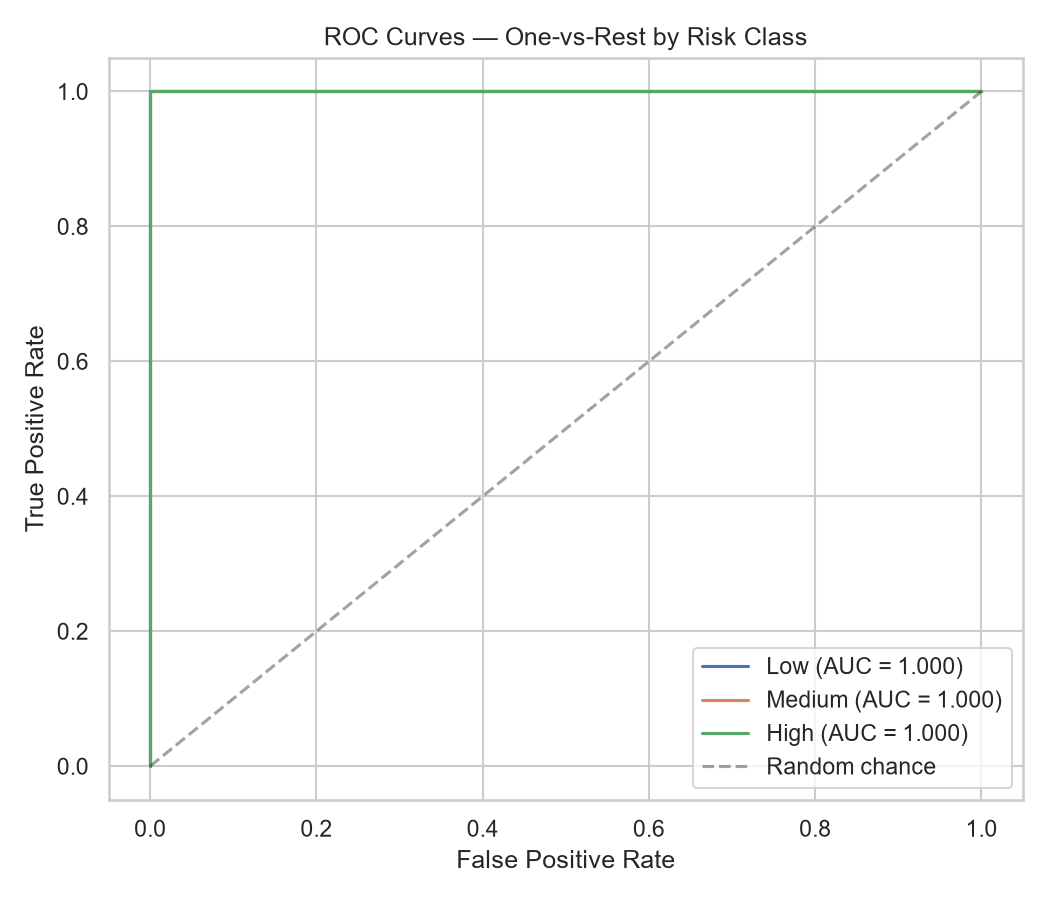 ROC Curves — One-vs-Rest by Risk Class
True Positive Rate
1.0
0.8
0.6
0.4
0.2
0.0
Low (AUC = 1.000)
Medium (AUC = 1.000)
High (AUC = 1.000)
Random chance
0.0 0.2 0.4 0.6 0.8 1.0
False Positive Rate